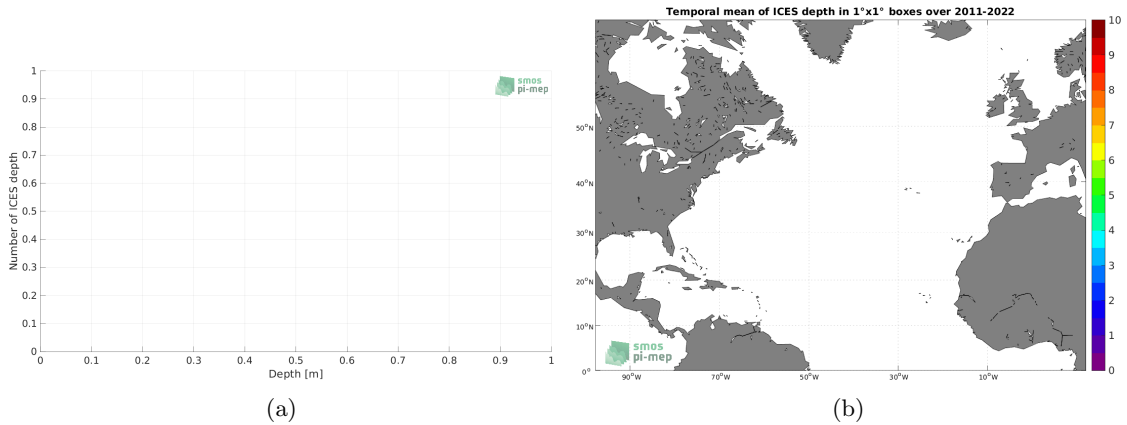 Number of ICES depth
1
0.9
0.8
0.7
0.6
0.5
0.4
0.3
0.2
0.1
0
0 0.1 0.2 0.3 0.4 0.5 0.6 0.7 0.8 0.9 1
Depth [m]
smos
pi-mep
(a)
Temporal mean of ICES depth in 1°x1° boxes over 2011-2022
50°N
40°N
30°N
20°N
10°N
0°
90°W 70°W 50°W 30°W 10°W
smos
pi-mep
10
9
8
7
6
5
4
3
2
1
0
(b)